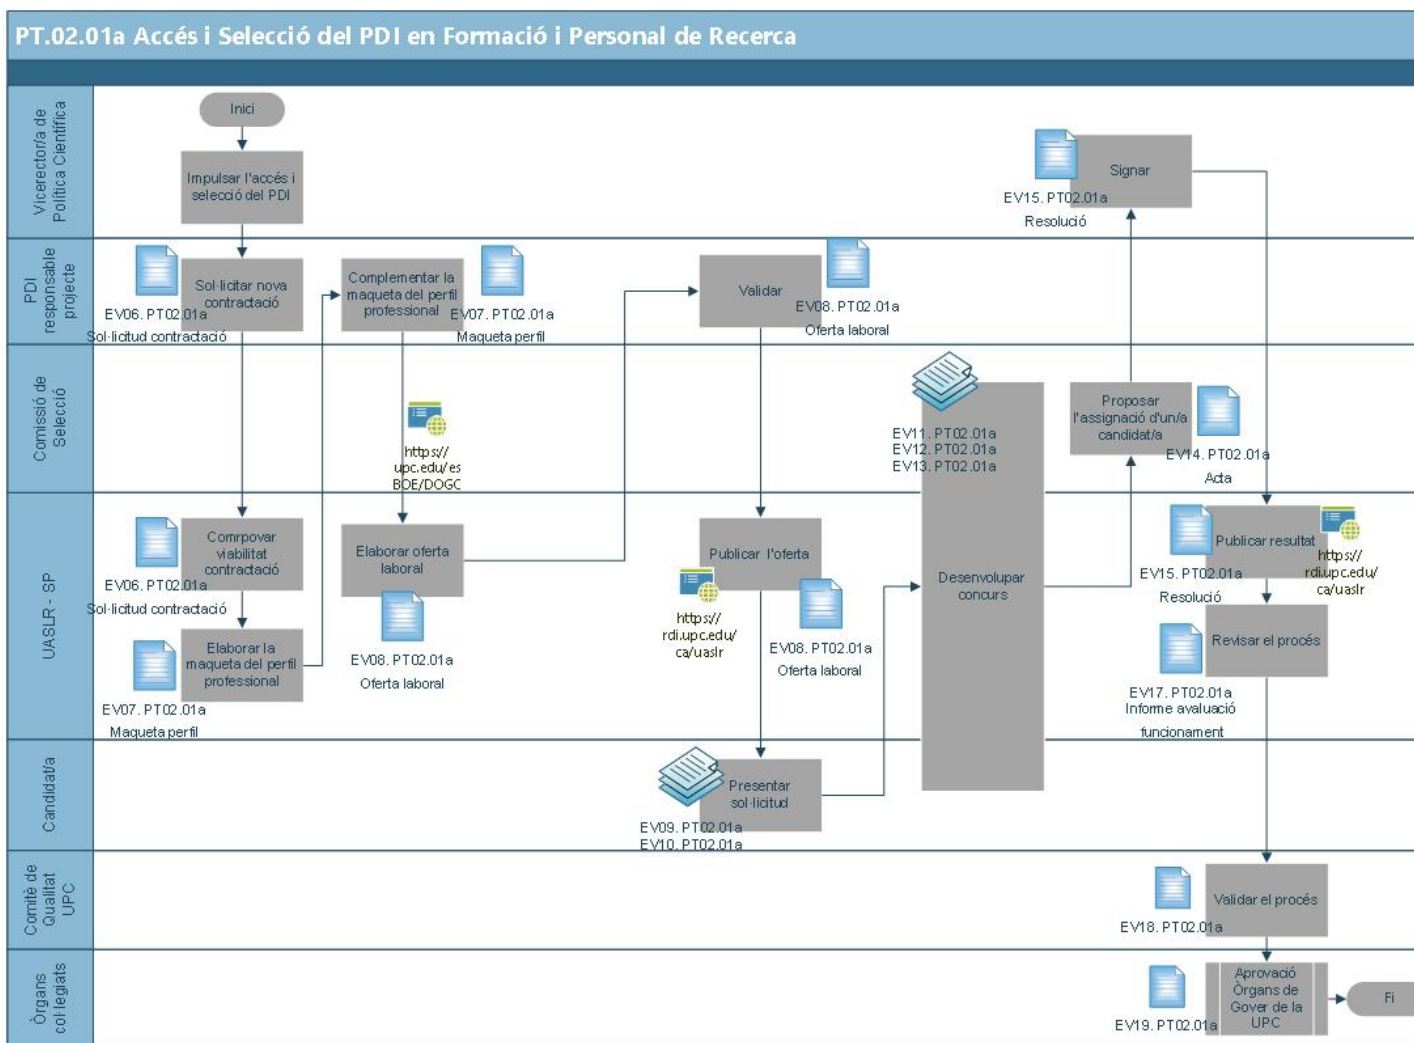 PT.02.01a Accés i Selecció del PDI en Formació i Personal de Recerca
Vicerector/a de
Política Científica
Inici
Impulsar l'accés i
selecció del PDI
EV15. PT02.01a
Resolució
Signar
PDI
responsable
projecte
EV06. PT02.01a
Sol·licitud contractació
Sol·licitar nova
contractació
Complementar la
maqueta del perfil
professional
EV07. PT02.01a
Maqueta perfil
Validar
EV08. PT02.01a
Oferta laboral
Comissió de
Selecció
https://
upc.edu/es
BOE/DOGC
EV11. PT02.01a
EV12. PT02.01a
EV13. PT02.01a
Proposar
l'assignació d'un/a
candidat/a
EV14. PT02.01a
Acta
UASLR - SP
EV06. PT02.01a
Sol·licitud contractació
Comrpovar
viabilitat
contractació
EV07. PT02.01a
Maqueta perfil
Elaborar la
maqueta del perfil
professional
Elaborar oferta
laboral
EV08. PT02.01a
Oferta laboral
Publicar l'oferta
https://
rdi.upc.edu/
ca/uaslr
EV08. PT02.01a
Oferta laboral
Desenvolupar
concurs
Publicar resultat
EV15. PT02.01a
Resolució
https://
rdi.upc.edu/
ca/uaslr
Revisar el procés
EV17. PT02.01a
Informe avaluació
funcionament
Candidat/a
Presentar
sol·licitud
EV09. PT02.01a
EV10. PT02.01a
Comitè de
Qualitat
UPC
Validar el procés
EV18. PT02.01a
Òrgans
col·legiats
EV19. PT02.01a
Aprovació
Òrgans de
Gover de la
UPC
Fi